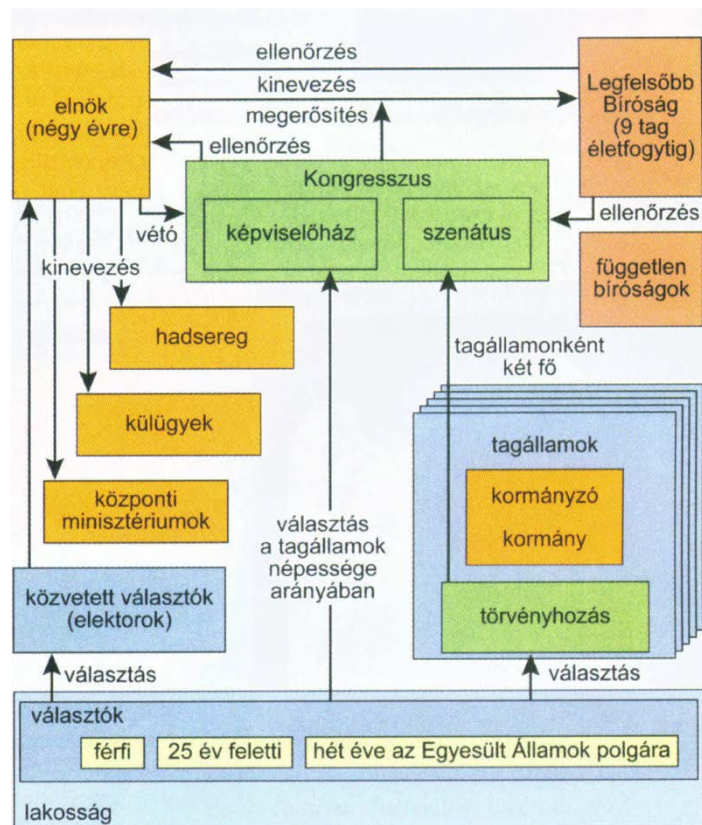 ellenőrzés
kinevezés
megerősítés
elnök
(négy évre)
Legfelsőbb
Bíróság
(9 tag
életfogytig)
ellenőrzés
Kongresszus
képviselőház
szenátus
vétó
ellenőrzés
kinevezés
független
bíróságok
hadsereg
tagállamonként
két fő
külügyek
tagállamok
kormányzó
kormány
központi
minisztériumok
választás
a tagállamok
népessége
arányában
közvetett választók
(elektorok)
törvényhozás
választás
választás
választók
férfi
25 év feletti
hét éve az Egyesült Államok polgára
lakosság